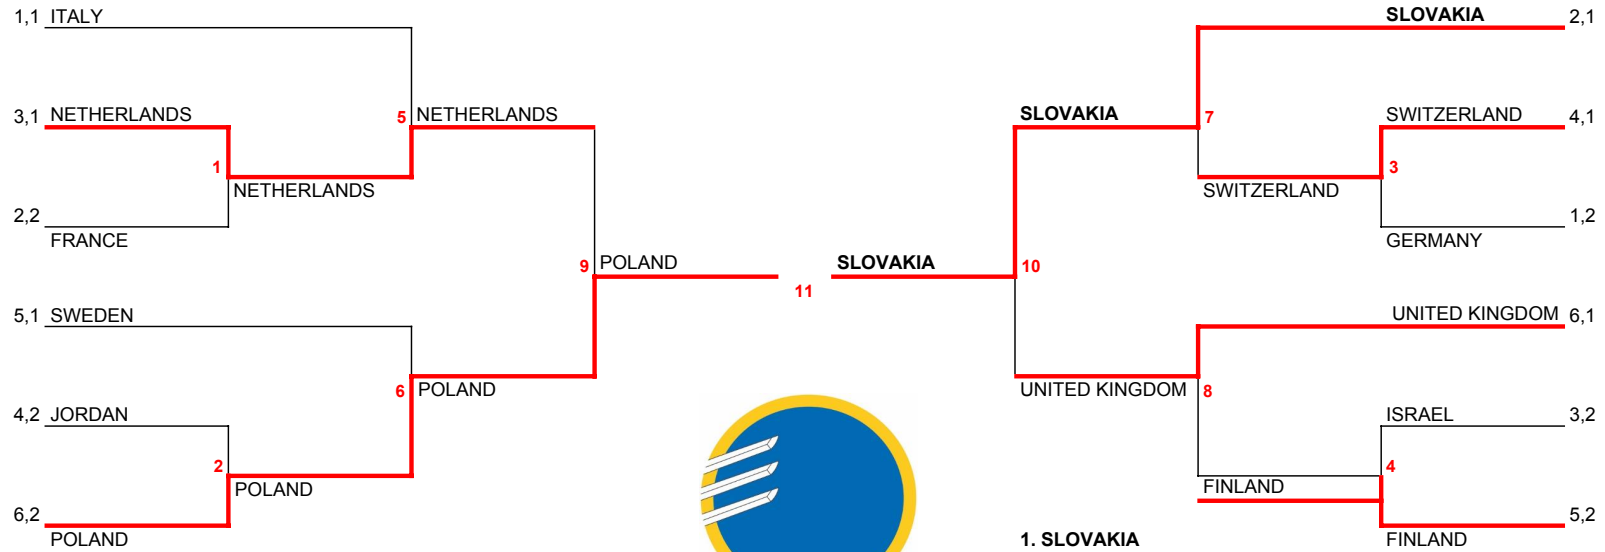 1,1 ITALY SLOVAKIA 2,1
3,1 NETHERLANDS 5 NETHERLANDS SLOVAKIA 7 SWITZERLAND 4,1
1 3
NETHERLANDS SWITZERLAND
2,2 1,2
FRANCE GERMANY
9 POLAND SLOVAKIA 10
11
5,1 SWEDEN UNITED KINGDOM 6,1
6 POLAND UNITED KINGDOM 8
4,2 JORDAN ISRAEL 3,2
2 4
POLAND FINLAND
6,2 5,2
POLAND 1. SLOVAKIA FINLAND